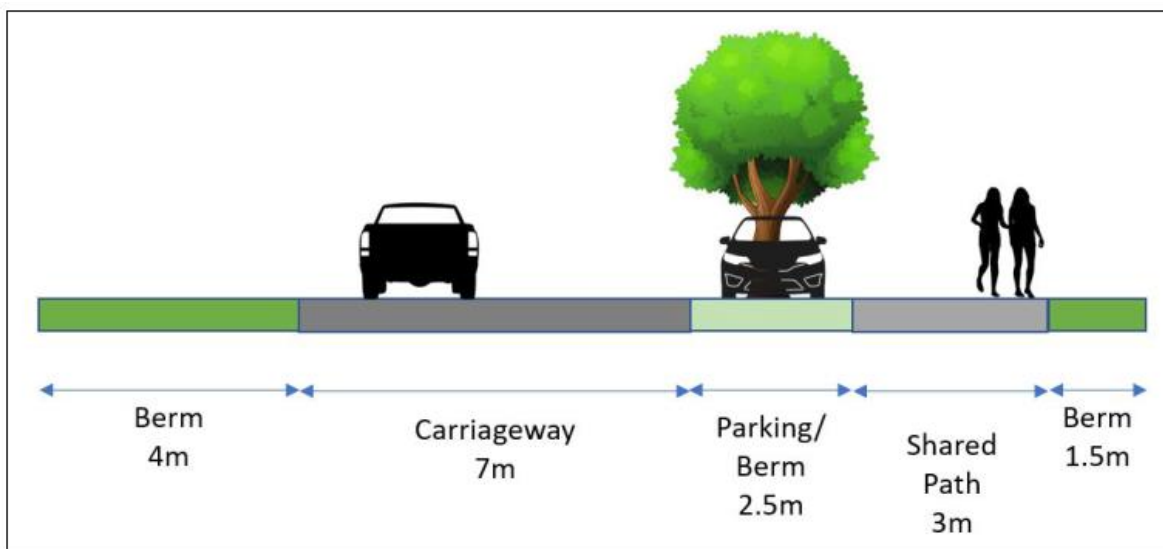 Berm
4m
Carriageway
7m
Parking/
Berm
2.5m
Shared
Path
3m
Berm
1.5m